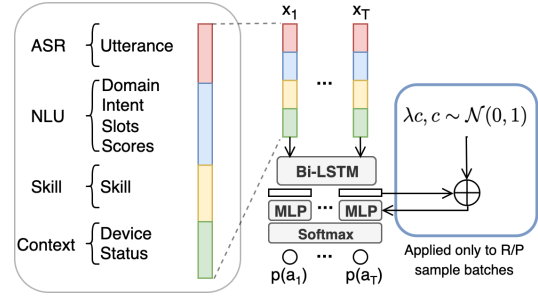 ASR
Utterance
NLU
Domain
Intent
Slots
Scores
Skill
Skill
Context
Device
Status
x1
xT
...
Bi-LSTM
MLP
...
MLP
Softmax
...
p(a1)
p(aT)
λc, c ∼ 𝒩(0, 1)
Applied only to R/P
sample batches